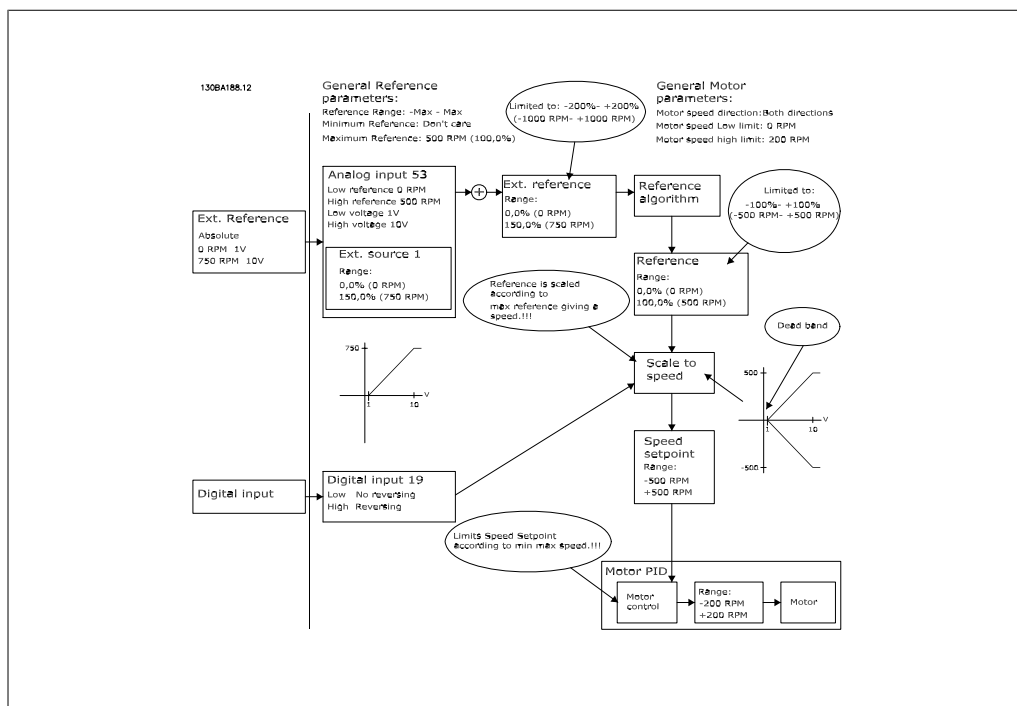 130BA188.12
General Reference
parameters:
Reference Range: -Max - Max
Minimum Reference: Don't care
Maximum Reference: 500 RPM (100,0%)
Limited to: -200%- +200%
(-1000 RPM- +1000 RPM)
General Motor
parameters:
Motor speed direction:Both directions
Motor speed Low limit: 0 RPM
Motor speed high limit: 200 RPM
Ext. Reference
Absolute
0 RPM 1V
750 RPM 10V
Analog input 53
Low reference 0 RPM
High reference 500 RPM
Low voltage 1V
High voltage 10V
Ext. source 1
Range:
0,0% (0 RPM)
150,0% (750 RPM)
Ext. reference
Range:
0,0% (0 RPM)
150,0% (750 RPM)
Reference
algorithm
Limited to:
-100%- +100%
(-500 RPM- +500 RPM)
Reference
Range:
0,0% (0 RPM)
100,0% (500 RPM)
Reference is scaled
according to
max reference giving a
speed.!!!
Dead band
750
V
1
10
Scale to
speed
500
V
1
10
-500
Speed
setpoint
Range:
-500 RPM
+500 RPM
Digital input
Digital input 19
Low No reversing
High Reversing
Limits Speed Setpoint
according to min max speed.!!!
Motor PID
Motor
control
Range:
-200 RPM
+200 RPM
Motor